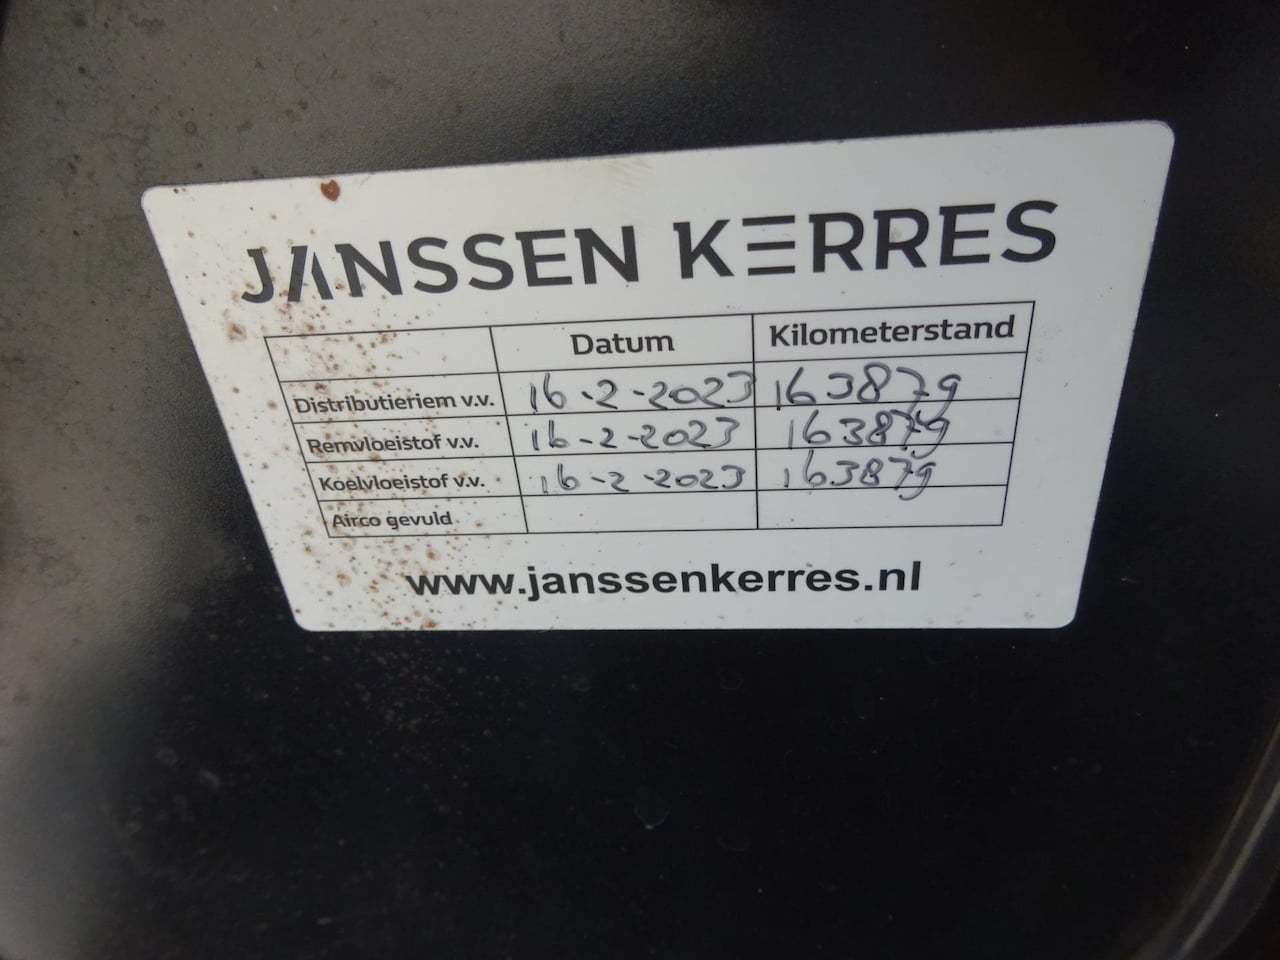 JANSSEN KERRES
Datum Kilometerstand
Distributieriem v.v. 16-2-2023 163879
Remvloeistof v.v. 16-2-2023 163879
Koelvloeistof v.v. 16-2-2023 163879
Airco gevuld
www.janssenkerres.nl